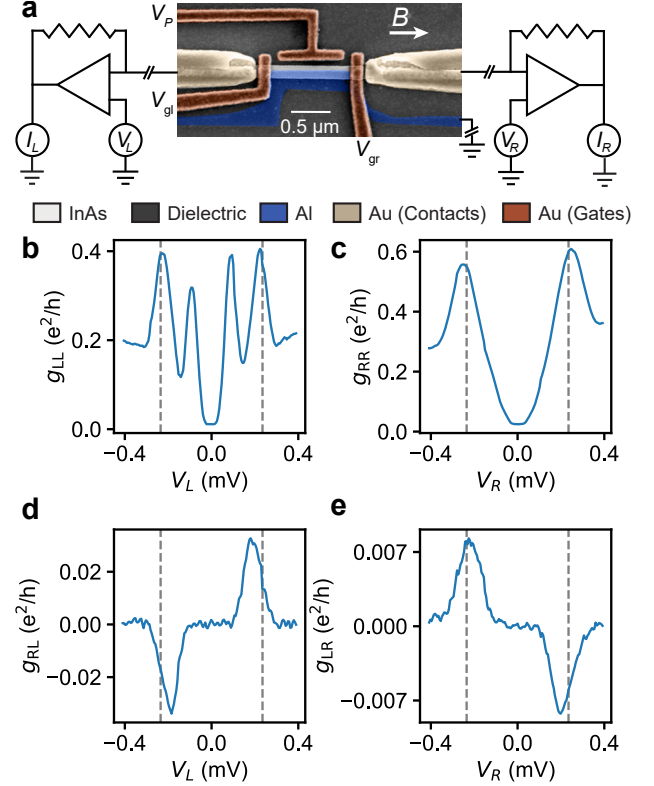 a
V_P
B
V_gl
V_gr
0.5 μm
I_L
V_L
V_R
I_R
InAs
Dielectric
Al
Au (Contacts)
Au (Gates)
b
g_LL (e²/h)
0.4
0.2
0.0
−0.4
0.0
0.4
V_L (mV)
c
g_RR (e²/h)
0.6
0.4
0.2
0.0
−0.4
0.0
0.4
V_R (mV)
d
g_RL (e²/h)
0.02
0.00
−0.02
−0.4
0.0
0.4
V_L (mV)
e
g_LR (e²/h)
0.007
0.000
−0.007
−0.4
0.0
0.4
V_R (mV)